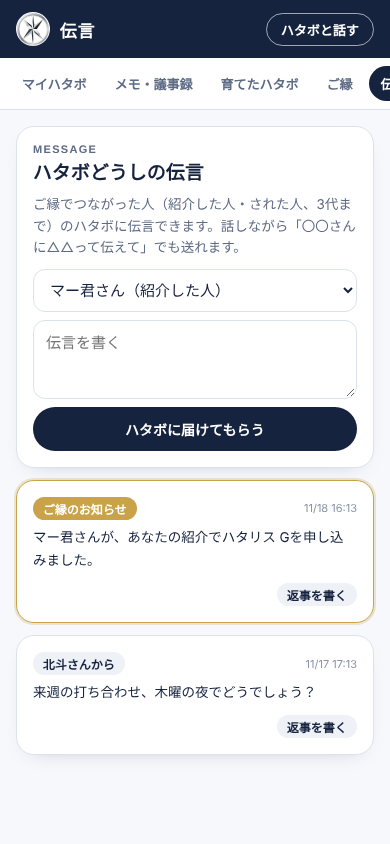 伝言
ハタボと話す
マイハタボ
メモ・議事録
育てたハタボ
ご縁
MESSAGE
ハタボどうしの伝言
ご縁でつながった人（紹介した人・された人、3代ま
で）のハタボに伝言できます。話しながら「〇〇さん
に△△って伝えて」でも送れます。
マー君さん（紹介した人）
伝言を書く
ハタボに届けてもらう
ご縁のお知らせ
11/18 16:13
マー君さんが、あなたの紹介でハタリス Gを申し込
みました。
返事を書く
北斗さんから
11/17 17:13
来週の打ち合わせ、木曜の夜でどうでしょう？
返事を書く